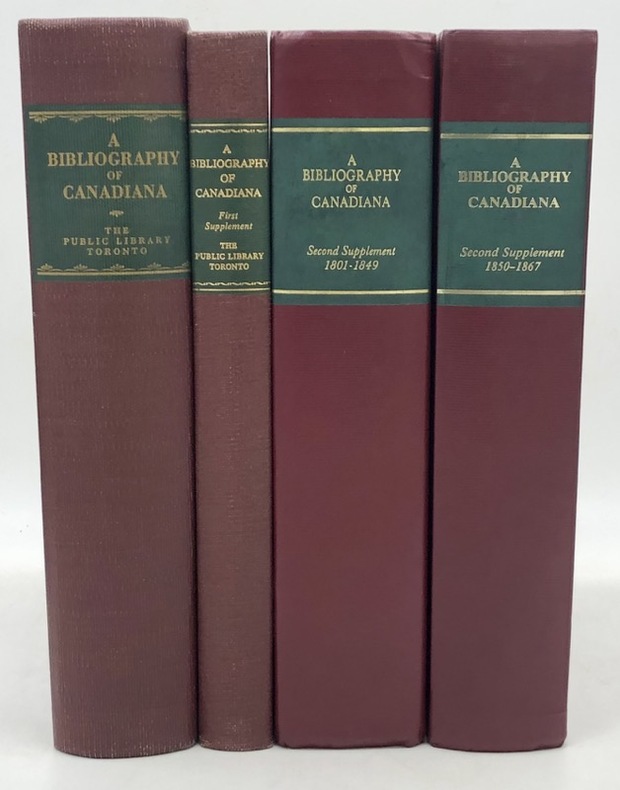 A
BIBLIOGRAPHY
OF
CANADIANA
THE
PUBLIC LIBRARY
TORONTO
A
BIBLIOGRAPHY
OF
CANADIANA
First
Supplement
THE
PUBLIC LIBRARY
TORONTO
A
BIBLIOGRAPHY
OF
CANADIANA
Second Supplement
1801-1849
A
BIBLIOGRAPHY
OF
CANADIANA
Second Supplement
1850-1867